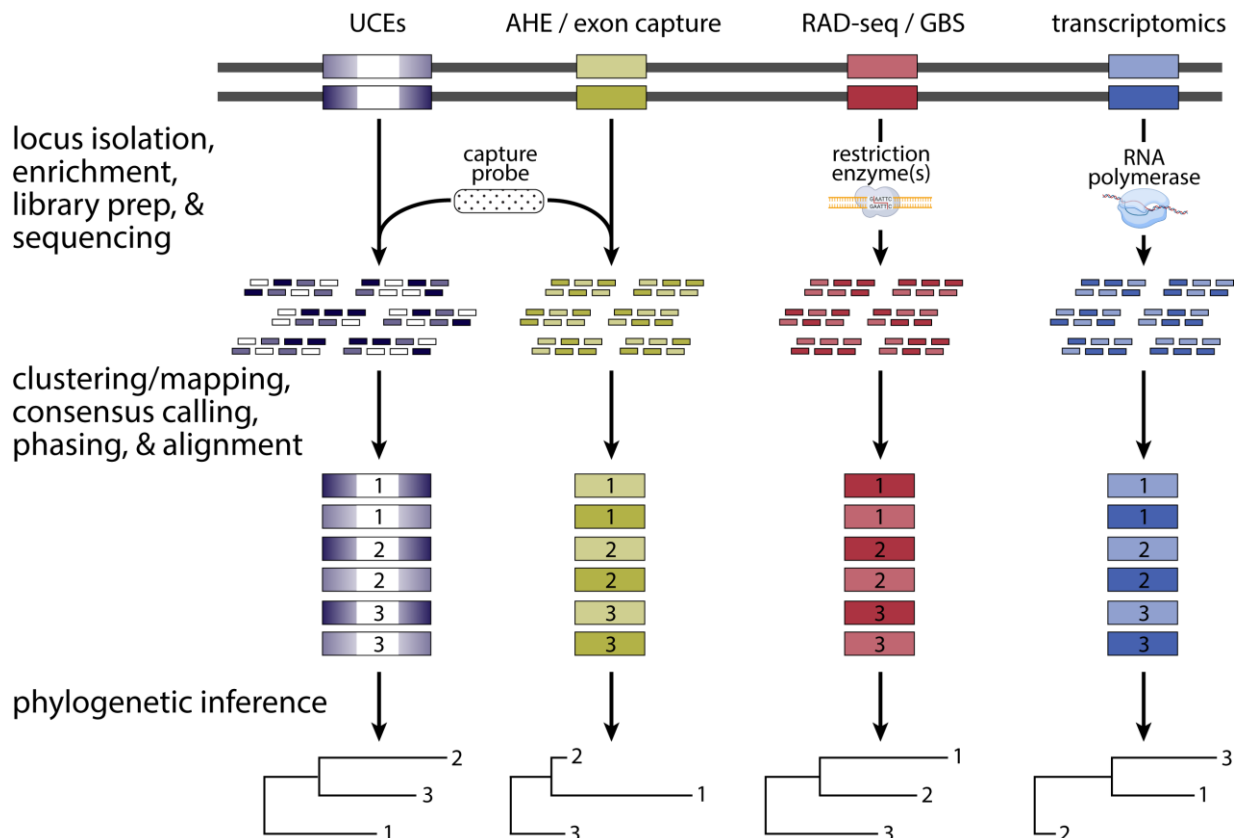 UCEs
AHE / exon capture
RAD-seq / GBS
transcriptomics
locus isolation,
enrichment,
library prep, &
sequencing
capture
probe
restriction
enzyme(s)
GAATTC
GAATTC
RNA
polymerase
clustering/mapping,
consensus calling,
phasing, & alignment
1 1 1 1
1 1 1 1
2 2 2 2
2 2 2 2
3 3 3 3
3 3 3 3
phylogenetic inference
2 2 1 3
3 1 2 1
1 3 3 2